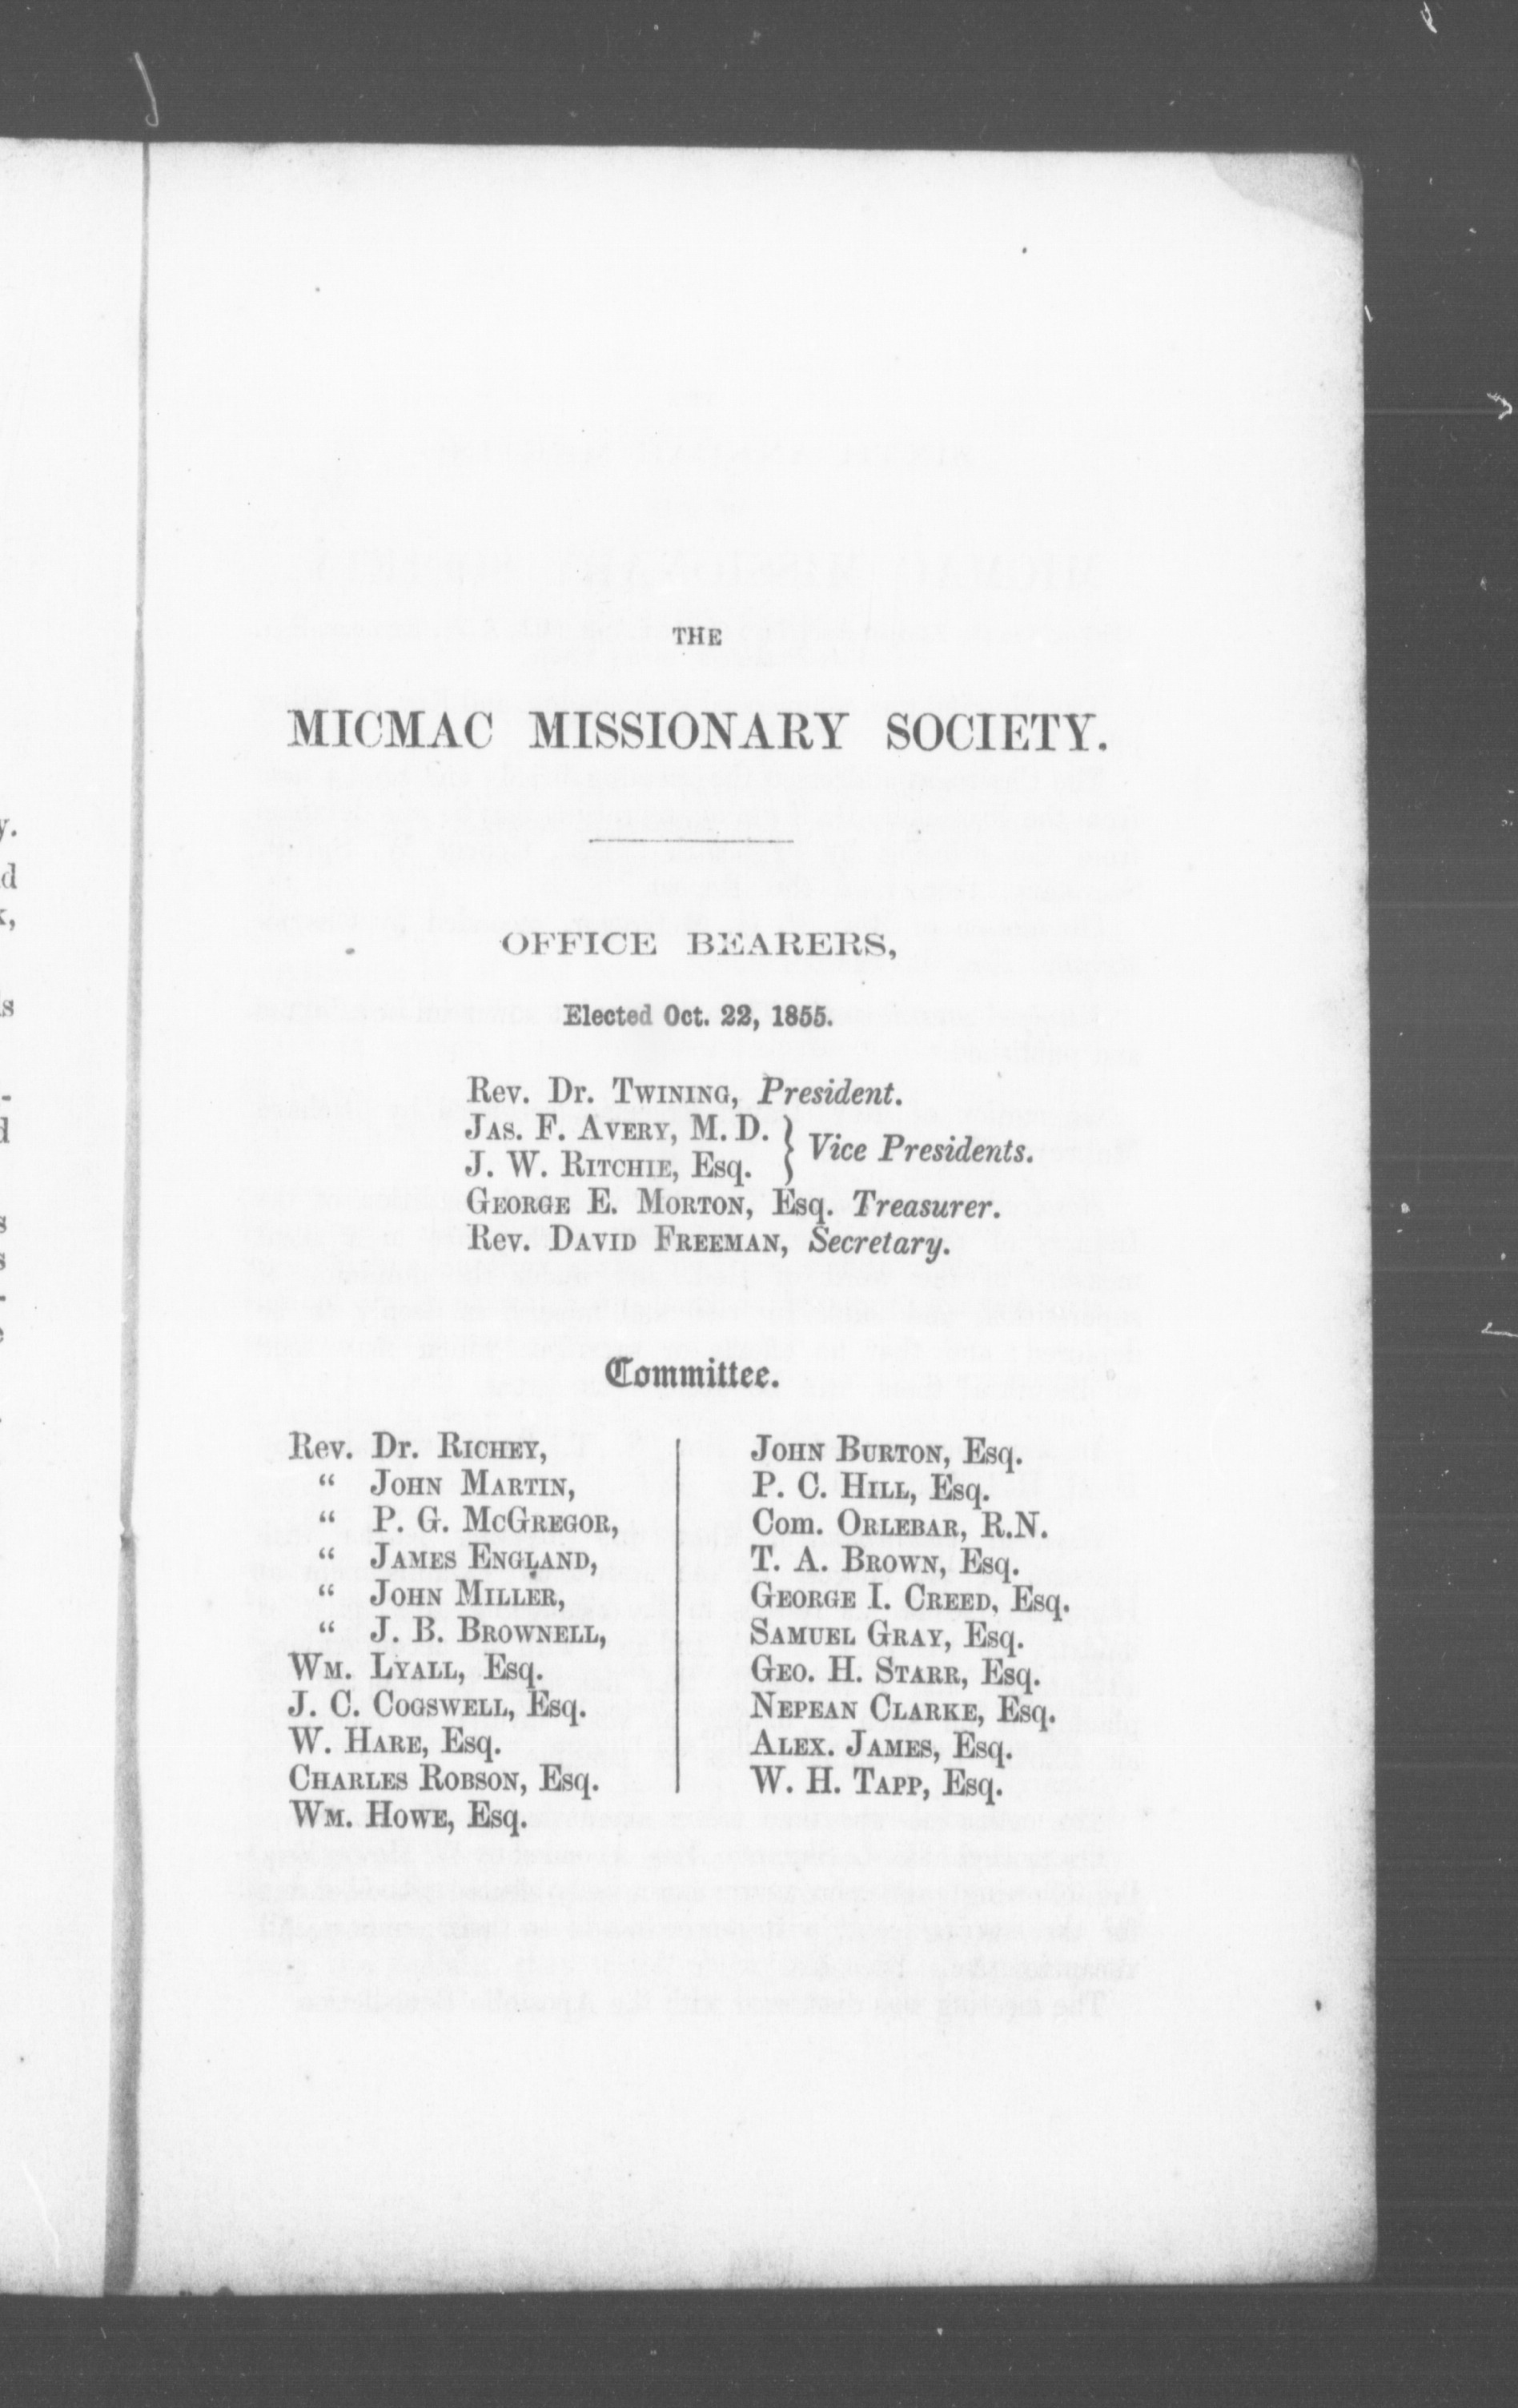 THE
MICMAC MISSIONARY SOCIETY.
OFFICE BEARERS,
Elected Oct. 22, 1855.
Rev. Dr. TWINING, President.
JAS. F. AVERY, M. D. } Vice Presidents.
J. W. RITCHIE, Esq.
GEORGE E. MORTON, Esq. Treasurer.
Rev. DAVID FREEMAN, Secretary.
Committee.
Rev. Dr. RICHEY,
“ JOHN MARTIN,
“ P. G. McGREGOR,
“ JAMES ENGLAND,
“ JOHN MILLER,
“ J. B. BROWNELL,
WM. LYALL, Esq.
J. C. COGSWELL, Esq.
W. HARE, Esq.
CHARLES ROBSON, Esq.
WM. HOWE, Esq.
JOHN BURTON, Esq.
P. C. HILL, Esq.
Com. ORLEBAR, R.N.
T. A. BROWN, Esq.
GEORGE I. CREED, Esq.
SAMUEL GRAY, Esq.
GEO. H. STARR, Esq.
NEPEAN CLARKE, Esq.
ALEX. JAMES, Esq.
W. H. TAPP, Esq.